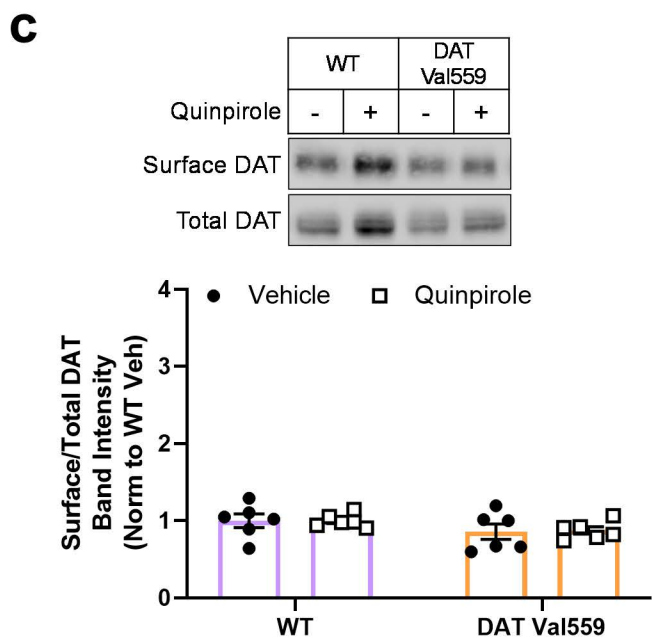 C
WT
DAT
Val559
Quinpirole - + - +
Surface DAT
Total DAT
Surface/Total DAT
Band Intensity
(Norm to WT Veh)
4
3
2
1
0
Vehicle
Quinpirole
WT
DAT Val559